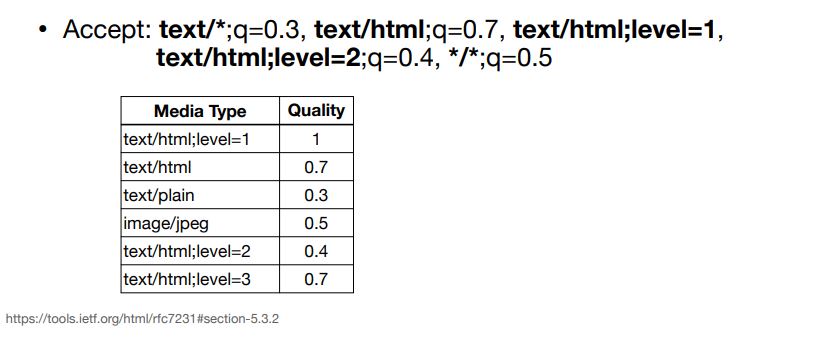 • Accept: text/*;q=0.3, text/html;q=0.7, text/html;level=1,
text/html;level=2;q=0.4, */*;q=0.5
Media Type Quality
text/html;level=1 1
text/html 0.7
text/plain 0.3
image/jpeg 0.5
text/html;level=2 0.4
text/html;level=3 0.7
https://tools.ietf.org/html/rfc7231#section-5.3.2